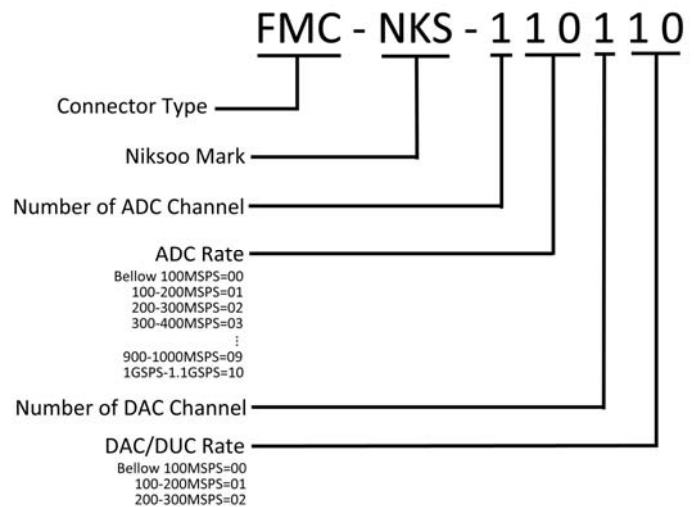 FMC - NKS - 1 1 0 1 1 0
Connector Type
Niksoo Mark
Number of ADC Channel
ADC Rate
Bellow 100MSPS=00
100-200MSPS=01
200-300MSPS=02
300-400MSPS=03
⋮
900-1000MSPS=09
1GSPS-1.1GSPS=10
Number of DAC Channel
DAC/DUC Rate
Bellow 100MSPS=00
100-200MSPS=01
200-300MSPS=02